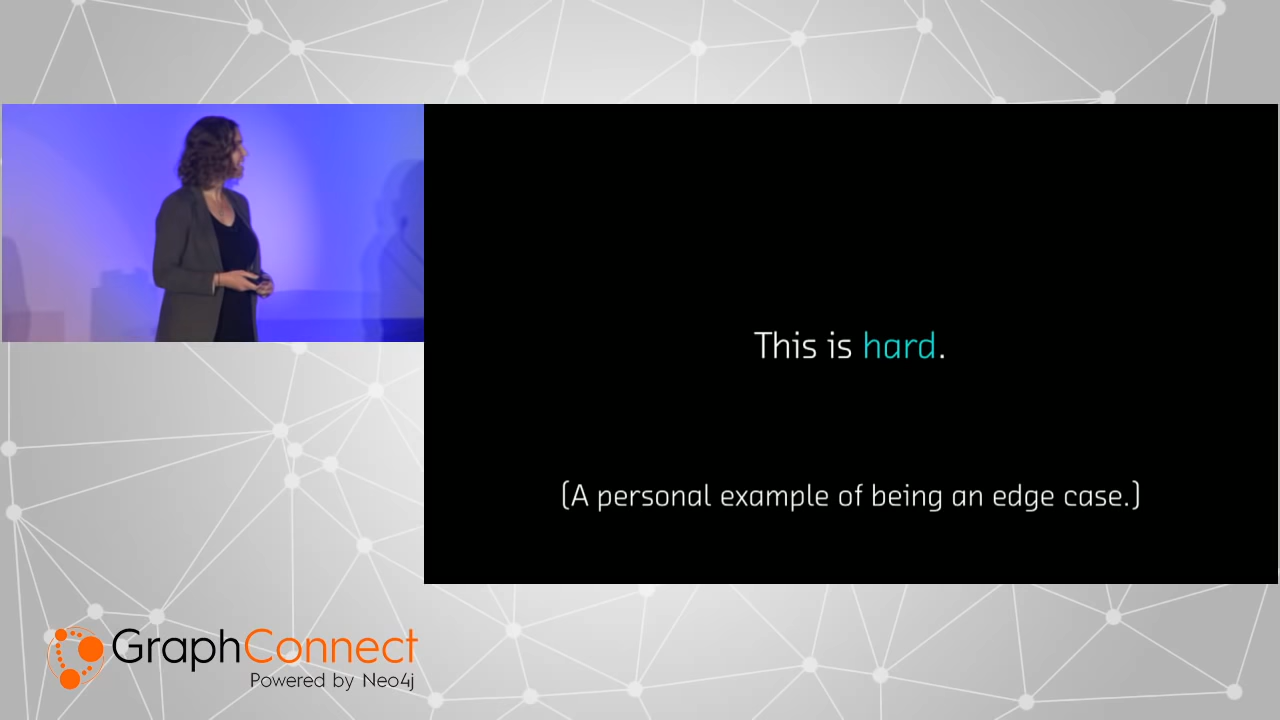 This is hard.
(A personal example of being an edge case.)
GraphConnect
Powered by Neo4j